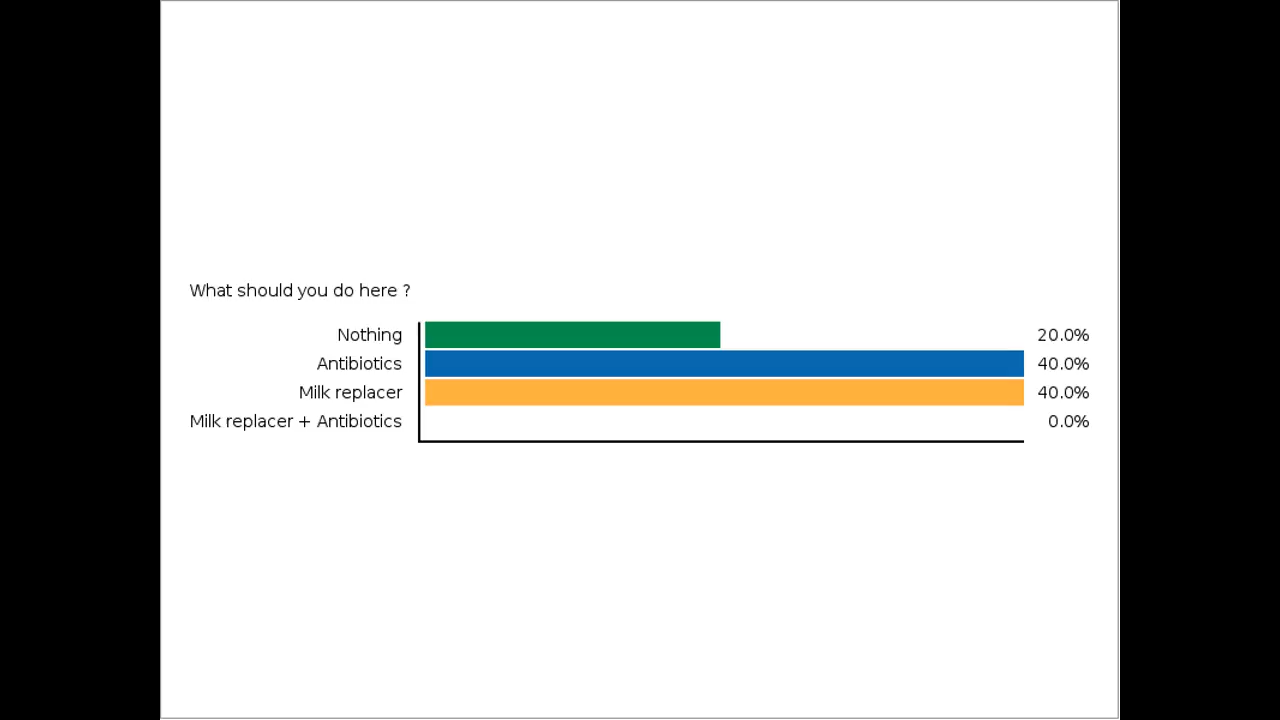 What should you do here ?
Nothing 20.0%
Antibiotics 40.0%
Milk replacer 40.0%
Milk replacer + Antibiotics 0.0%